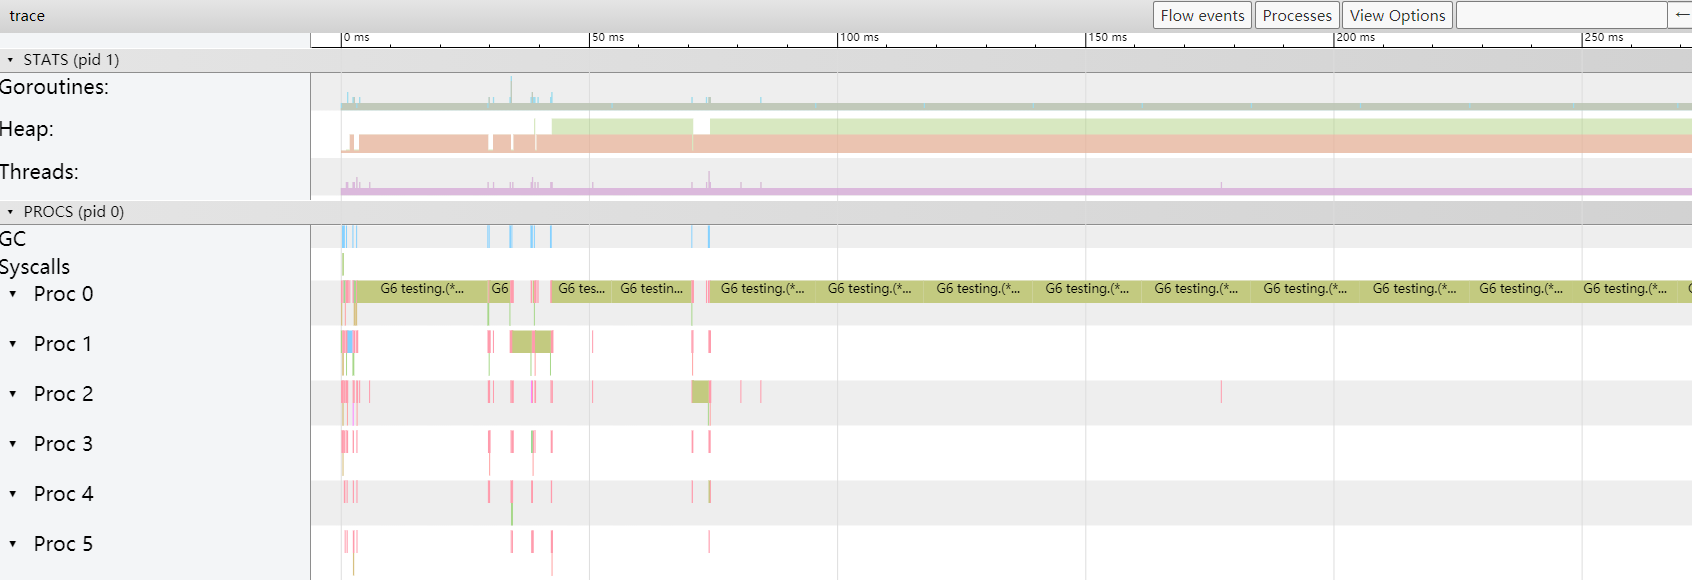 trace Flow events Processes View Options ←
0 ms 50 ms 100 ms 150 ms 200 ms 250 ms
▾ STATS (pid 1)
Goroutines:
Heap:
Threads:
▾ PROCS (pid 0)
GC
Syscalls
▾ Proc 0 G6 testing.(*... G6 G6 tes... G6 testin... G6 testing.(*... G6 testing.(*... G6 testing.(*... G6 testing.(*... G6 testing.(*... G6 testing.(*... G6 testing.(*... G6 testing.(*... G6 testing.(*...
▾ Proc 1
▾ Proc 2
▾ Proc 3
▾ Proc 4
▾ Proc 5